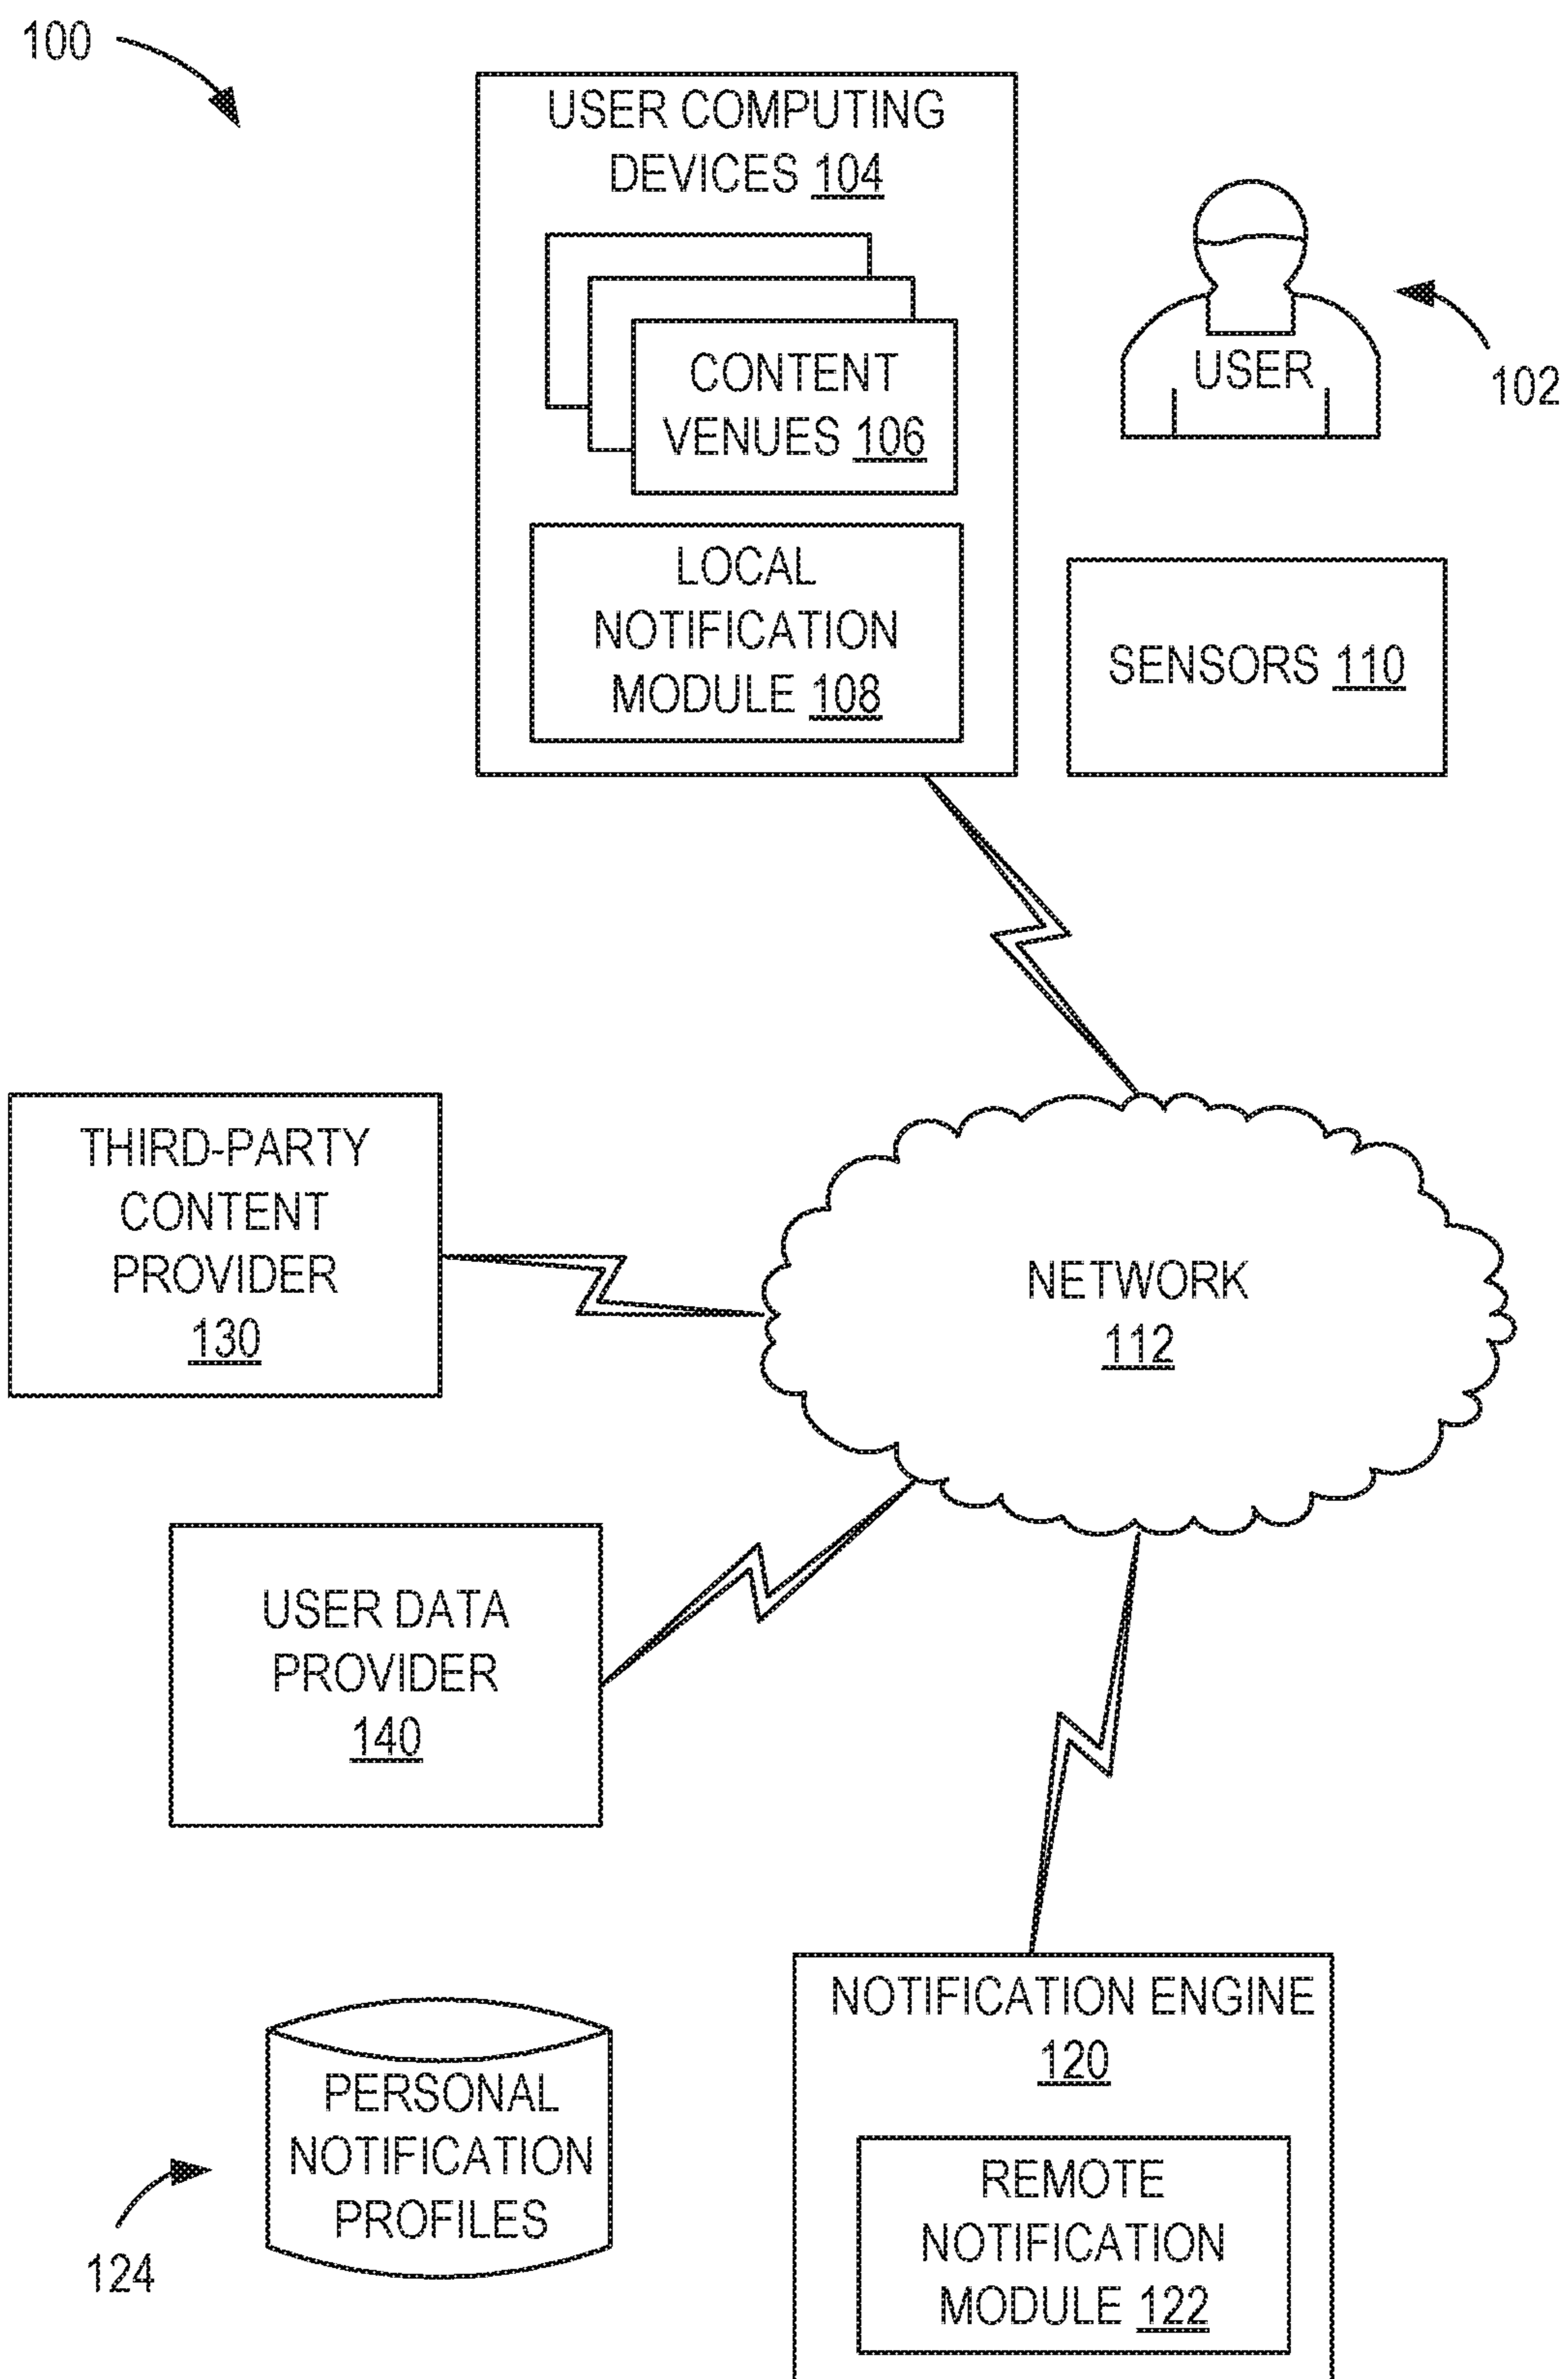 100
USER COMPUTING
DEVICES 104
CONTENT
VENUES 106
LOCAL
NOTIFICATION
MODULE 108
USER
102
SENSORS 110
THIRD-PARTY
CONTENT
PROVIDER
130
NETWORK
112
USER DATA
PROVIDER
140
PERSONAL
NOTIFICATION
PROFILES
124
NOTIFICATION ENGINE
120
REMOTE
NOTIFICATION
MODULE 122